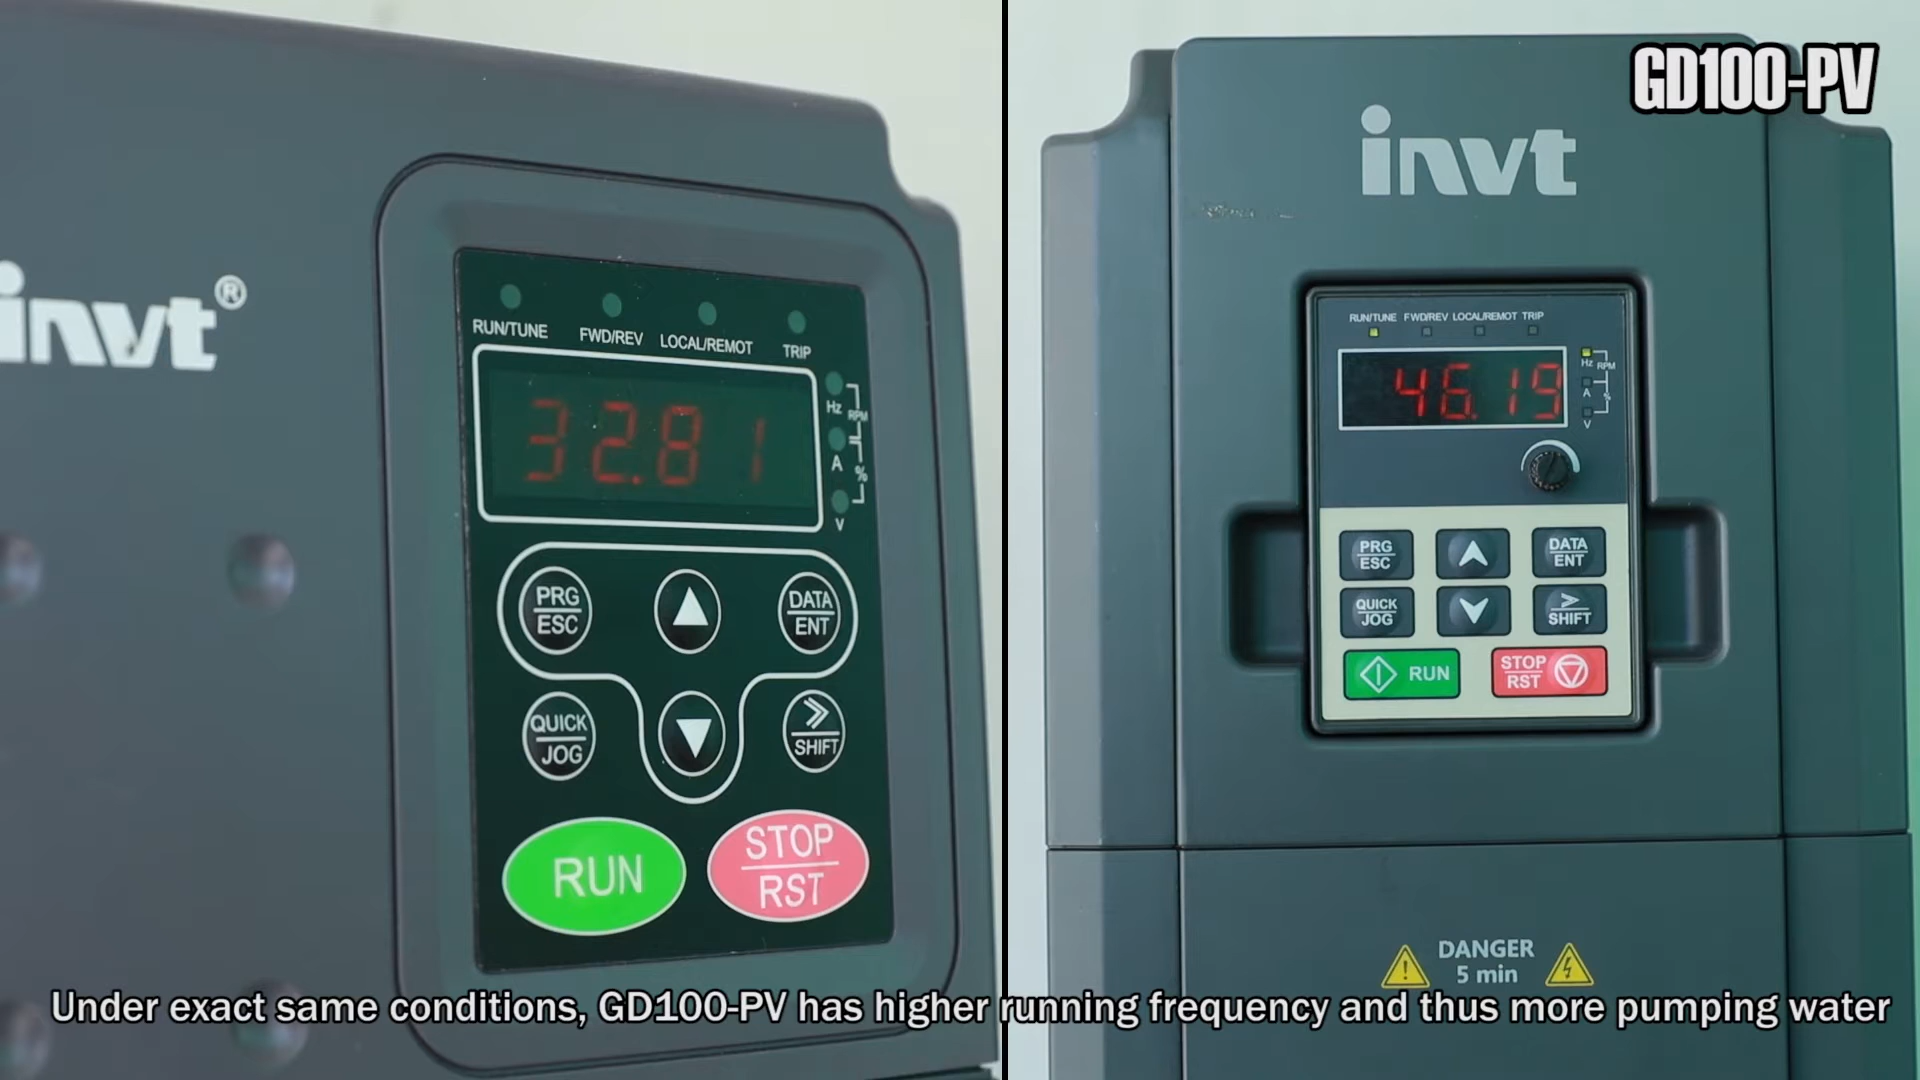 invt®
RUN/TUNE FWD/REV LOCAL/REMOT TRIP
32.81
Hz
RPM
A
%
V
PRG
ESC
DATA
ENT
QUICK
JOG
SHIFT
RUN
STOP
RST
GD100-PV
invt
RUN/TUNE FWD/REV LOCAL/REMOT TRIP
46.19
Hz
RPM
A
%
V
PRG
ESC
DATA
ENT
QUICK
JOG
SHIFT
RUN
STOP
RST
DANGER
5 min
Under exact same conditions, GD100-PV has higher running frequency and thus more pumping water